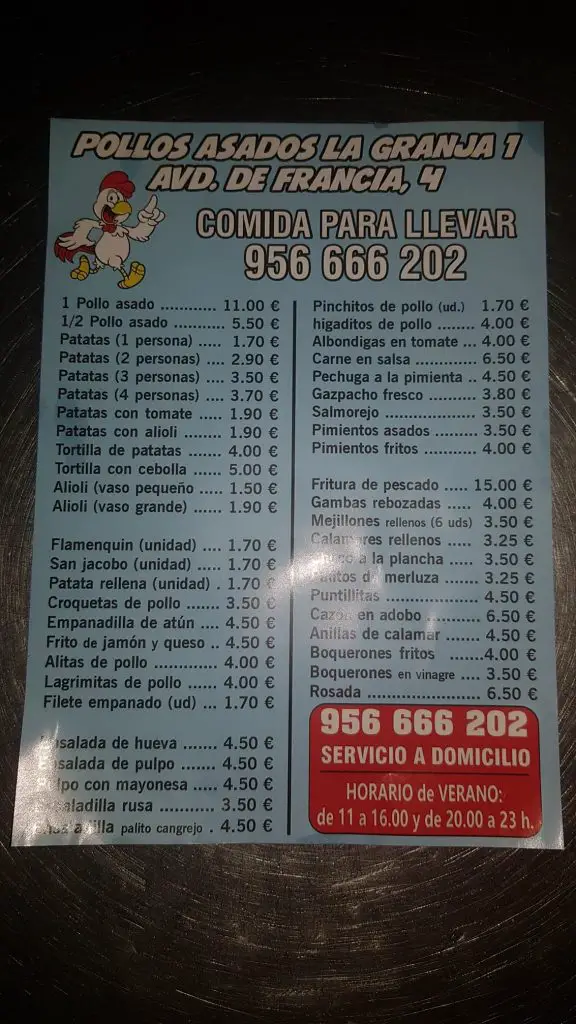 POLLOS ASADOS LA GRANJA 1
AVD. DE FRANCIA, 4
COMIDA PARA LLEVAR
956 666 202
1 Pollo asado ............ 11.00 €
1/2 Pollo asado ........... 5.50 €
Patatas (1 persona) ..... 1.70 €
Patatas (2 personas) .... 2.90 €
Patatas (3 personas) .... 3.50 €
Patatas (4 personas) .... 3.70 €
Patatas con tomate ..... 1.90 €
Patatas con alioli ........ 1.90 €
Tortilla de patatas ....... 4.00 €
Tortilla con cebolla ...... 5.00 €
Alioli (vaso pequeño ..... 1.50 €
Alioli (vaso grande) ...... 1.90 €
Flamenquin (unidad) .... 1.70 €
San jacobo (unidad) ..... 1.70 €
Patata rellena (unidad) . 1.70 €
Croquetas de pollo ....... 3.50 €
Empanadilla de atún .... 4.50 €
Frito de jamón y queso .. 4.50 €
Alitas de pollo ............ 4.00 €
Lagrimitas de pollo ...... 4.00 €
Filete empanado (ud) ... 1.70 €
de hueva ....... 4.50 €
de pulpo ....... 4.50 €
con mayonesa ..... 4.50 €
rusa ........... 3.50 €
palito cangrejo . 4.50 €
Pinchitos de pollo (ud.) 1.70 €
higaditos de pollo ........ 4.00 €
Albondigas en tomate ... 4.00 €
Carne en salsa ............. 6.50 €
Pechuga a la pimienta .. 4.50 €
Gazpacho fresco .......... 3.80 €
Salmorejo .................. 3.50 €
Pimientos asados ......... 3.50 €
Pimientos fritos ........... 4.00 €
Fritura de pescado ..... 15.00 €
Gambas rebozadas ..... 4.00 €
Mejillones rellenos (6 uds) 3.50 €
Calamares rellenos ..... 3.25 €
a la plancha ..... 3.50 €
merluza ..... 3.25 €
Puntillitas ................. 4.50 €
Cazón en adobo ......... 6.50 €
Anillas de calamar ..... 4.50 €
Boquerones fritos .......4.00 €
Boquerones en vinagre .... 3.50 €
Rosada ..................... 6.50 €
956 666 202
SERVICIO A DOMICILIO
HORARIO de VERANO:
de 11 a 16.00 y de 20.00 a 23 h.